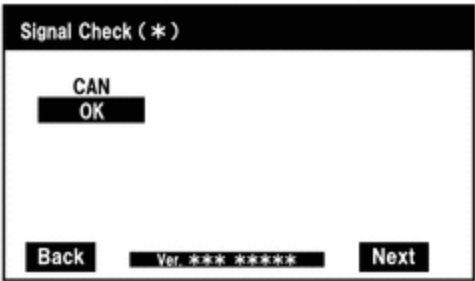 Signal Check (＊)
CAN
OK
Back
Ver. ＊＊＊ ＊＊＊＊＊
Next